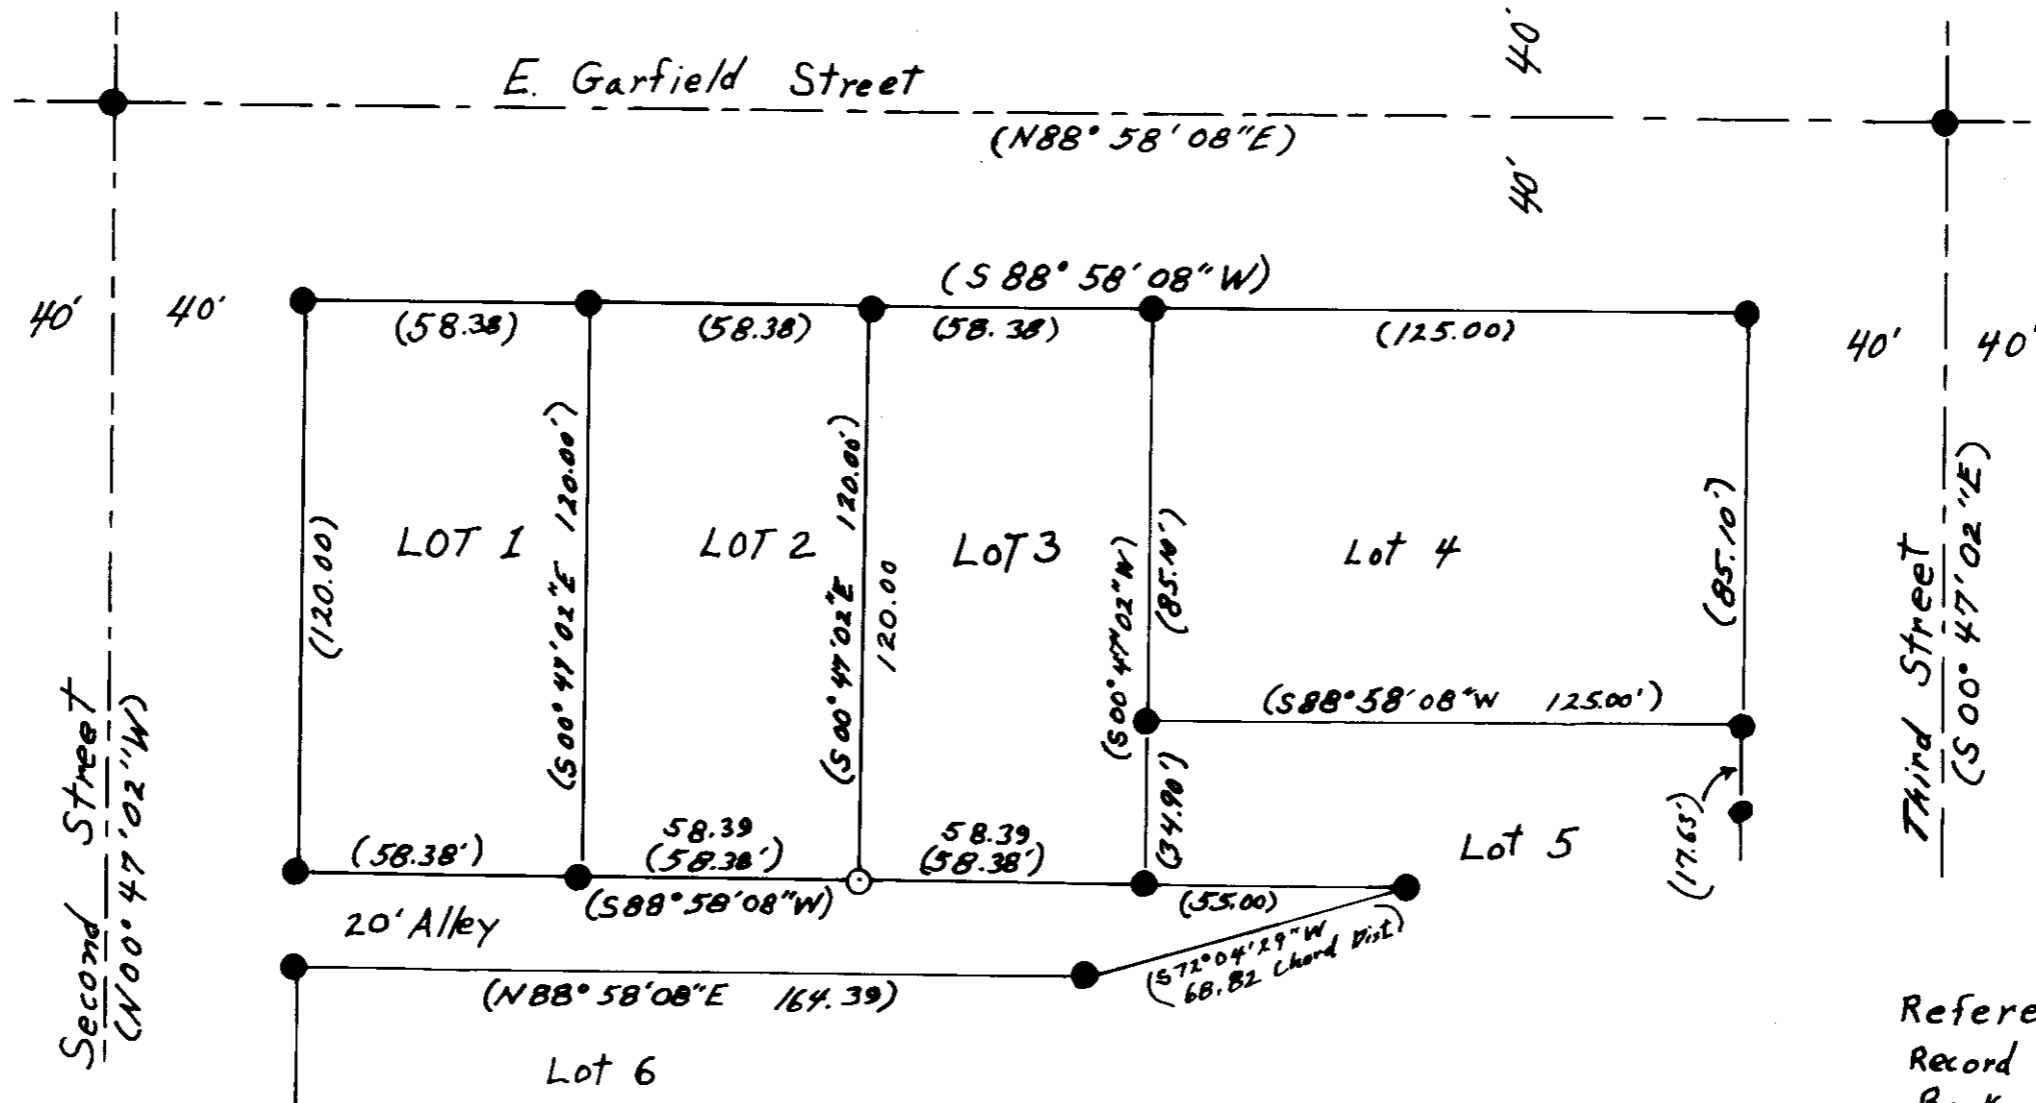 E. Garfield Street
(N88° 58' 08"E)
40'
40'
(S 88° 58' 08" W)
40' 40'
(58.38) (58.38) (58.38) (125.00)
40' 40'
(120.00)
LOT 1
(S 00° 47' 02"E 120.00')
LOT 2
(S 00° 47' 02"E 120.00')
120.00
LOT 3
(S 00° 47' 02"W)
(85.10')
Lot 4
(85.10')
Third Street
(S 00° 47' 02"E)
Second Street
(N00° 47' 02"W)
(S88° 58' 08"W 125.00')
(34.90')
(17.63')
Lot 5
(58.38')
58.39
(58.38')
58.39
(58.38')
(S88° 58' 08"W)
(55.00)
20' Alley
(S72° 04' 29"W
68.82 Chord Dist)
(N88° 58' 08"E 164.39)
Lot 6
Refere
Record